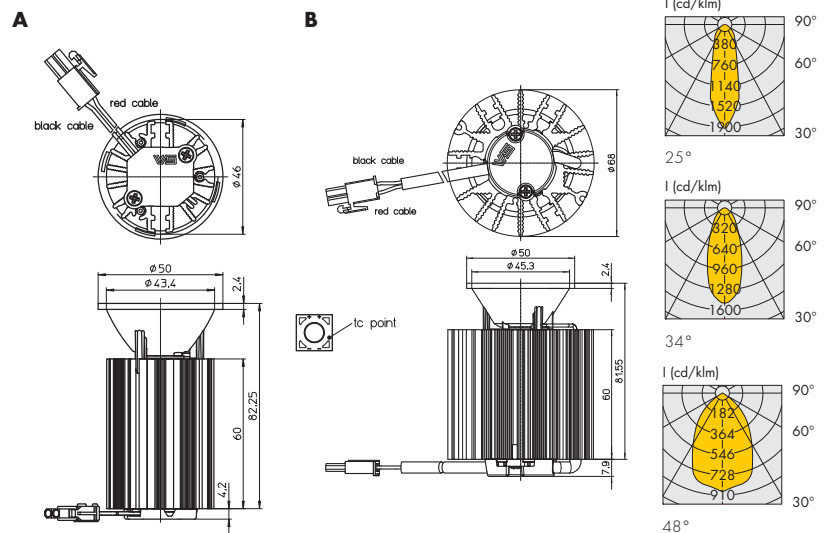 A
red cable
black cable
VS
ø46
ø50
ø43.4
2.4
60
82.25
4.2
B
black cable
red cable
VS
ø68
ø50
ø45.3
2.4
tc point
60
81.55
7.9
I (cd/klm)
90°
380
60°
760
1140
1520
1900
30°
25°
I (cd/klm)
90°
320
60°
640
960
1280
1600
30°
34°
I (cd/klm)
90°
182
364
60°
546
728
910
30°
48°